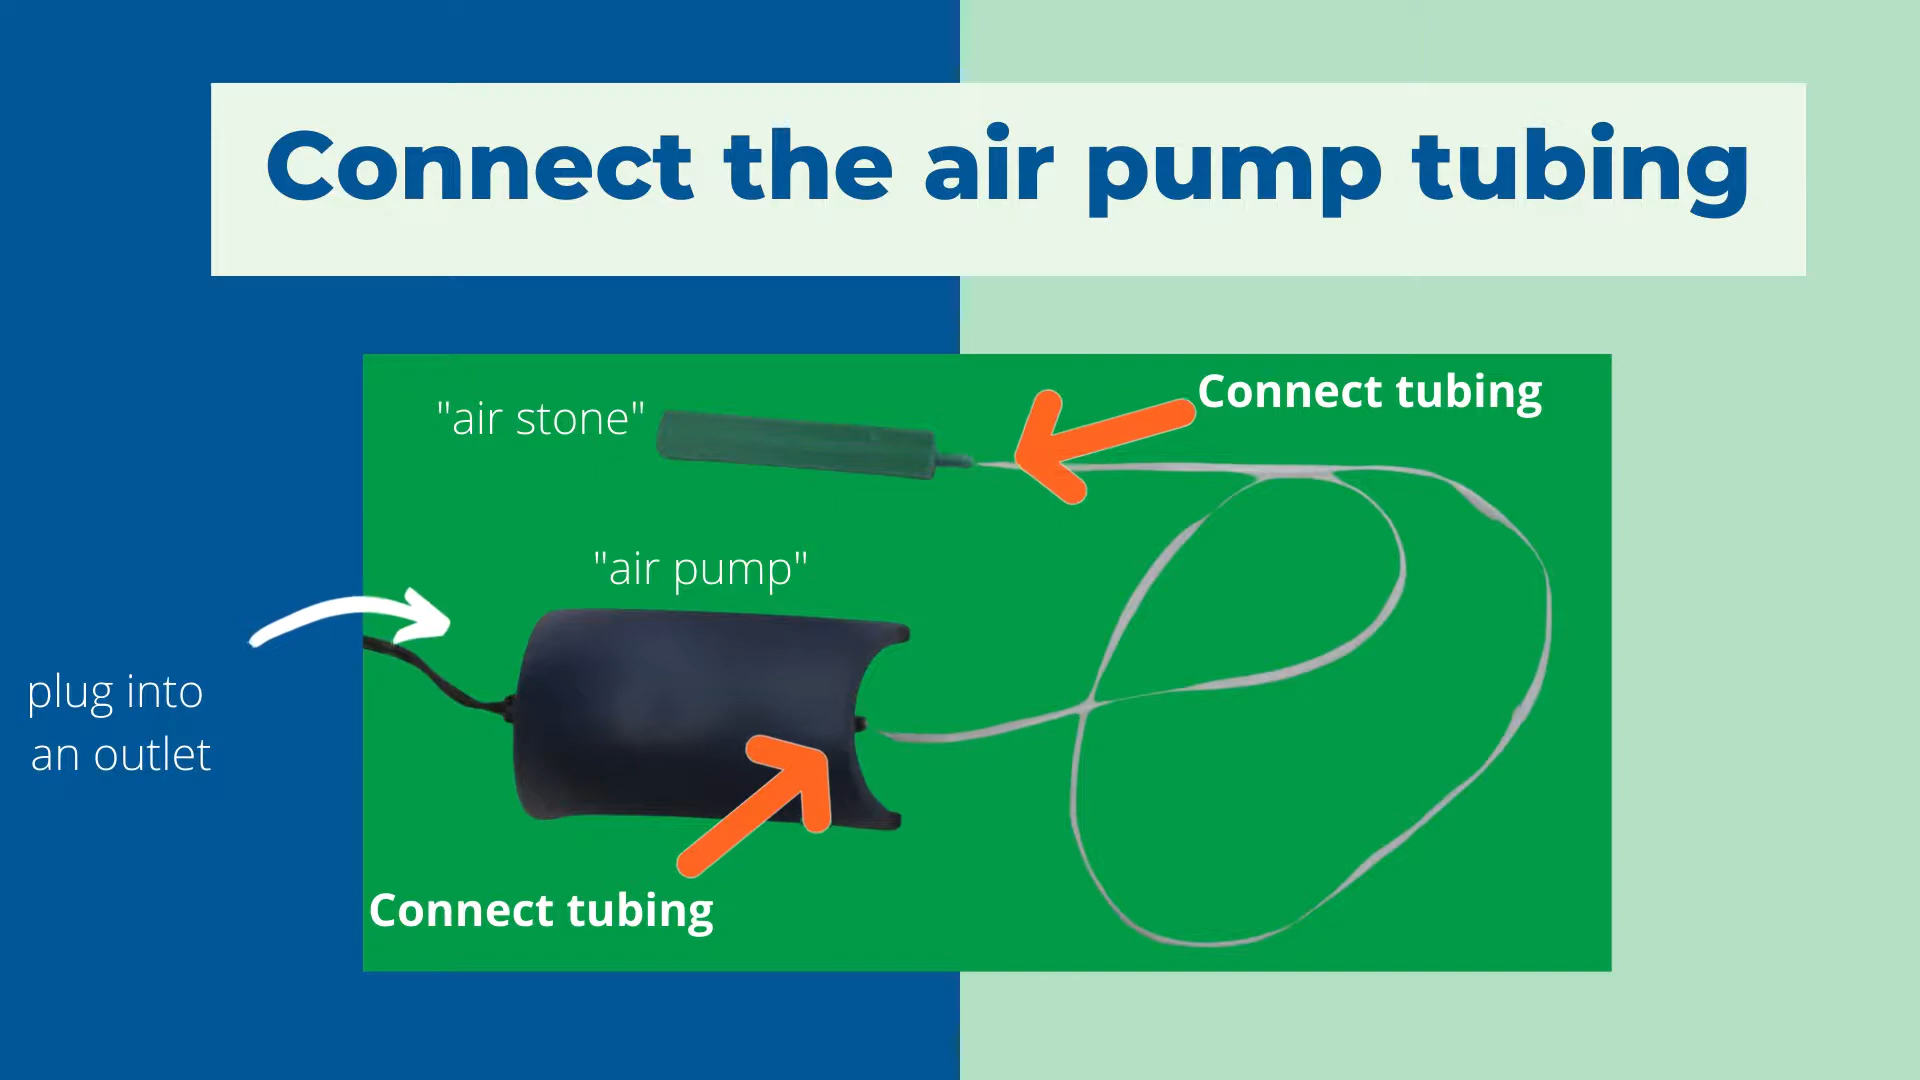 Connect the air pump tubing
Connect tubing
"air stone"
"air pump"
plug into
an outlet
Connect tubing